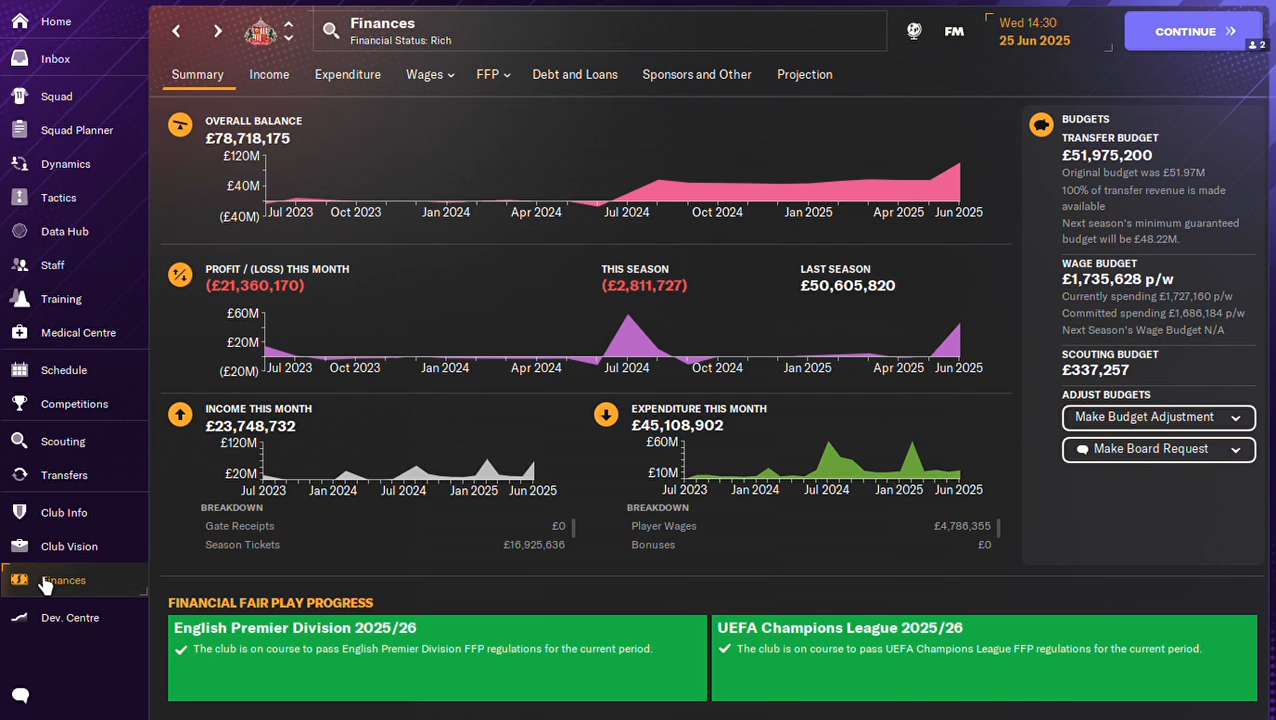 Home
Inbox
Squad
Squad Planner
Dynamics
Tactics
Data Hub
Staff
Training
Medical Centre
Schedule
Competitions
Scouting
Transfers
Club Info
Club Vision
Finances
Dev. Centre
Finances
Financial Status: Rich
FM
Wed 14:30
25 Jun 2025
CONTINUE
2
Summary Income Expenditure Wages FFP Debt and Loans Sponsors and Other Projection
OVERALL BALANCE
£78,718,175
£120M
£40M
(£40M)
Jul 2023 Oct 2023 Jan 2024 Apr 2024 Jul 2024 Oct 2024 Jan 2025 Apr 2025 Jun 2025
PROFIT / (LOSS) THIS MONTH
(£21,360,170)
THIS SEASON
(£2,811,727)
LAST SEASON
£50,605,820
£60M
£20M
(£20M)
Jul 2023 Oct 2023 Jan 2024 Apr 2024 Jul 2024 Oct 2024 Jan 2025 Apr 2025 Jun 2025
INCOME THIS MONTH
£23,748,732
£120M
£20M
Jul 2023 Jan 2024 Jul 2024 Jan 2025 Jun 2025
BREAKDOWN
Gate Receipts £0
Season Tickets £16,925,636
EXPENDITURE THIS MONTH
£45,108,902
£60M
£10M
Jul 2023 Jan 2024 Jul 2024 Jan 2025 Jun 2025
BREAKDOWN
Player Wages £4,786,355
Bonuses £0
BUDGETS
TRANSFER BUDGET
£51,975,200
Original budget was £51.97M
100% of transfer revenue is made
available
Next season's minimum guaranteed
budget will be £48.22M.
WAGE BUDGET
£1,735,628 p/w
Currently spending £1,727,160 p/w
Committed spending £1,686,184 p/w
Next Season's Wage Budget N/A
SCOUTING BUDGET
£337,257
ADJUST BUDGETS
Make Budget Adjustment
Make Board Request
FINANCIAL FAIR PLAY PROGRESS
English Premier Division 2025/26
The club is on course to pass English Premier Division FFP regulations for the current period.
UEFA Champions League 2025/26
The club is on course to pass UEFA Champions League FFP regulations for the current period.